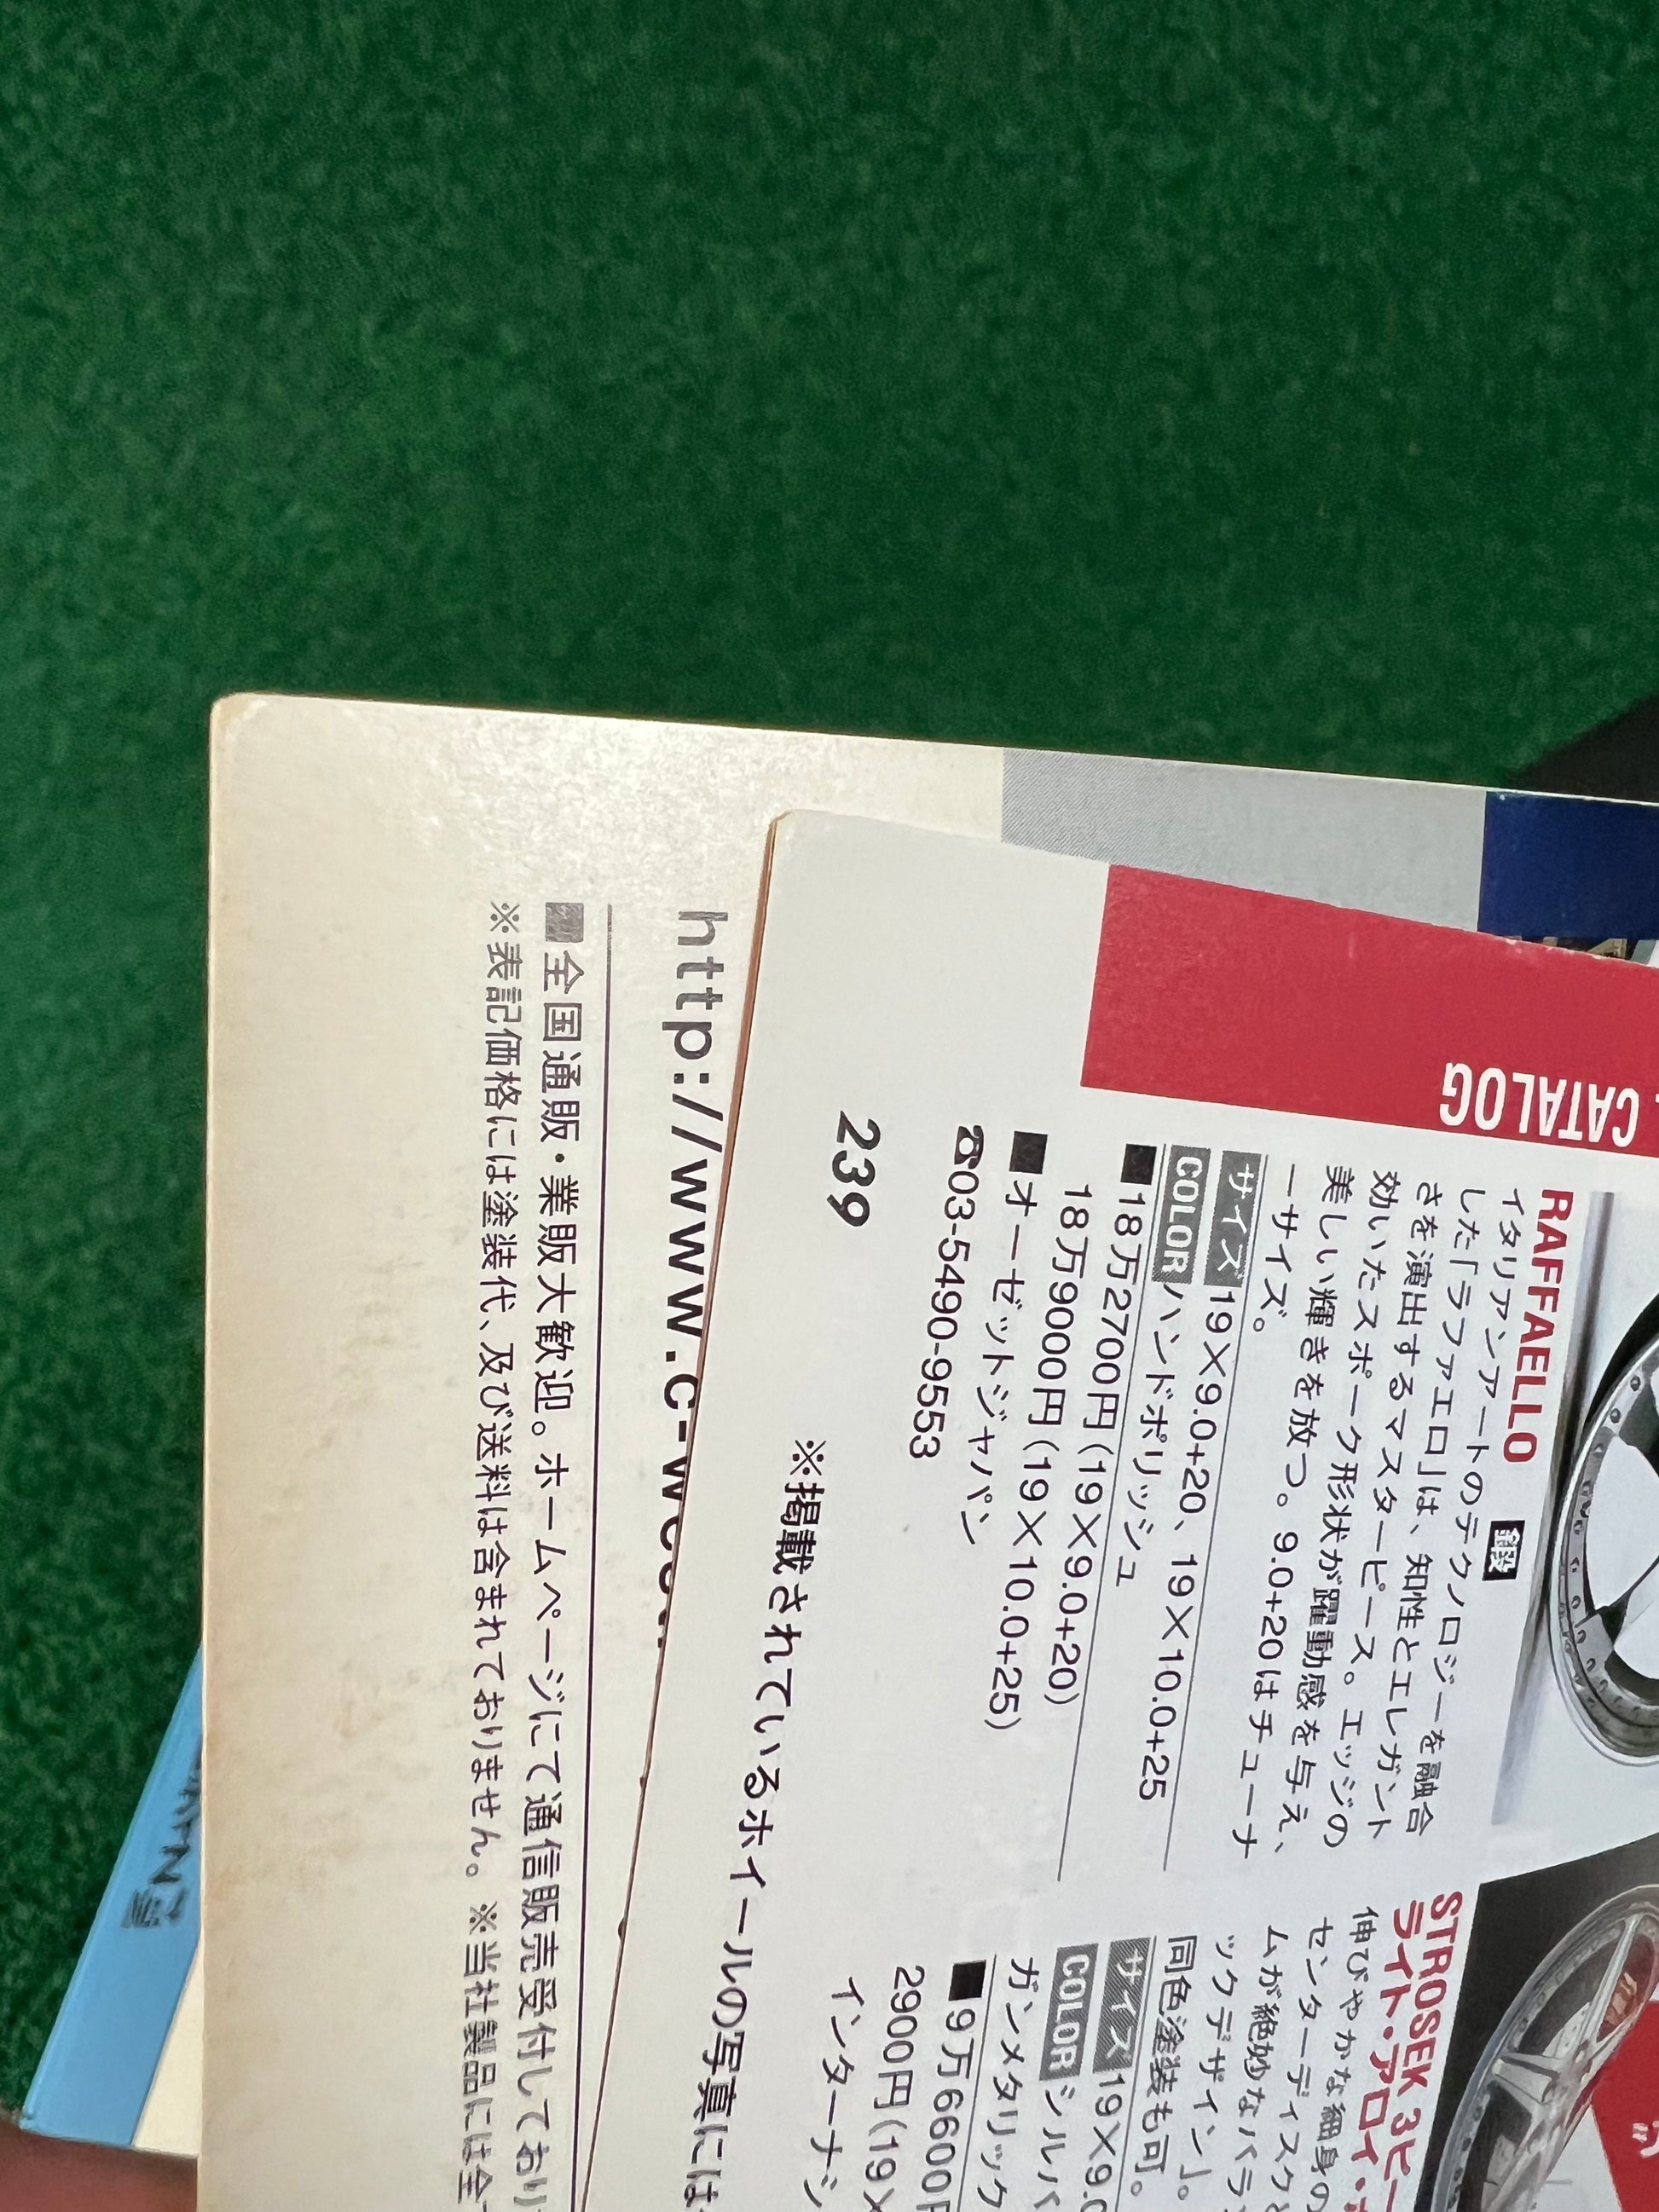 CATALOG
RAFFAELLO 鍛
イタリアンアートのテクノロジーを融合
した「ラファエロ」は、知性とエレガント
さを演出するマスターピース。エッジの
効いたスポーク形状が躍動感を与え、
美しい輝きを放つ。9.0+20はチューナ
ーサイズ。
サイズ 19×9.0+20、19×10.0+25
COLOR ハンドポリッシュ
■18万2700円(19×9.0+20)
18万9000円(19×10.0+25)
■オーゼットジャパン
☎03-5490-9553
STROSEK 3ピー
ライト・アロイ・
伸びやかな細身の
センターディスクと
ムが絶妙なバラン
ックデザイン」。
同色塗装も可。
サイズ 19×9.0
COLOR シルバ
ガンメタリック
■9万6600円
2900円(19×
インターナシ
239
※掲載されているホイールの写真には
http://www.c-west
■全国通販・業販大歓迎。ホームページにて通信販売受付しており
※表記価格には塗装代、及び送料は含まれておりません。※当社製品には全